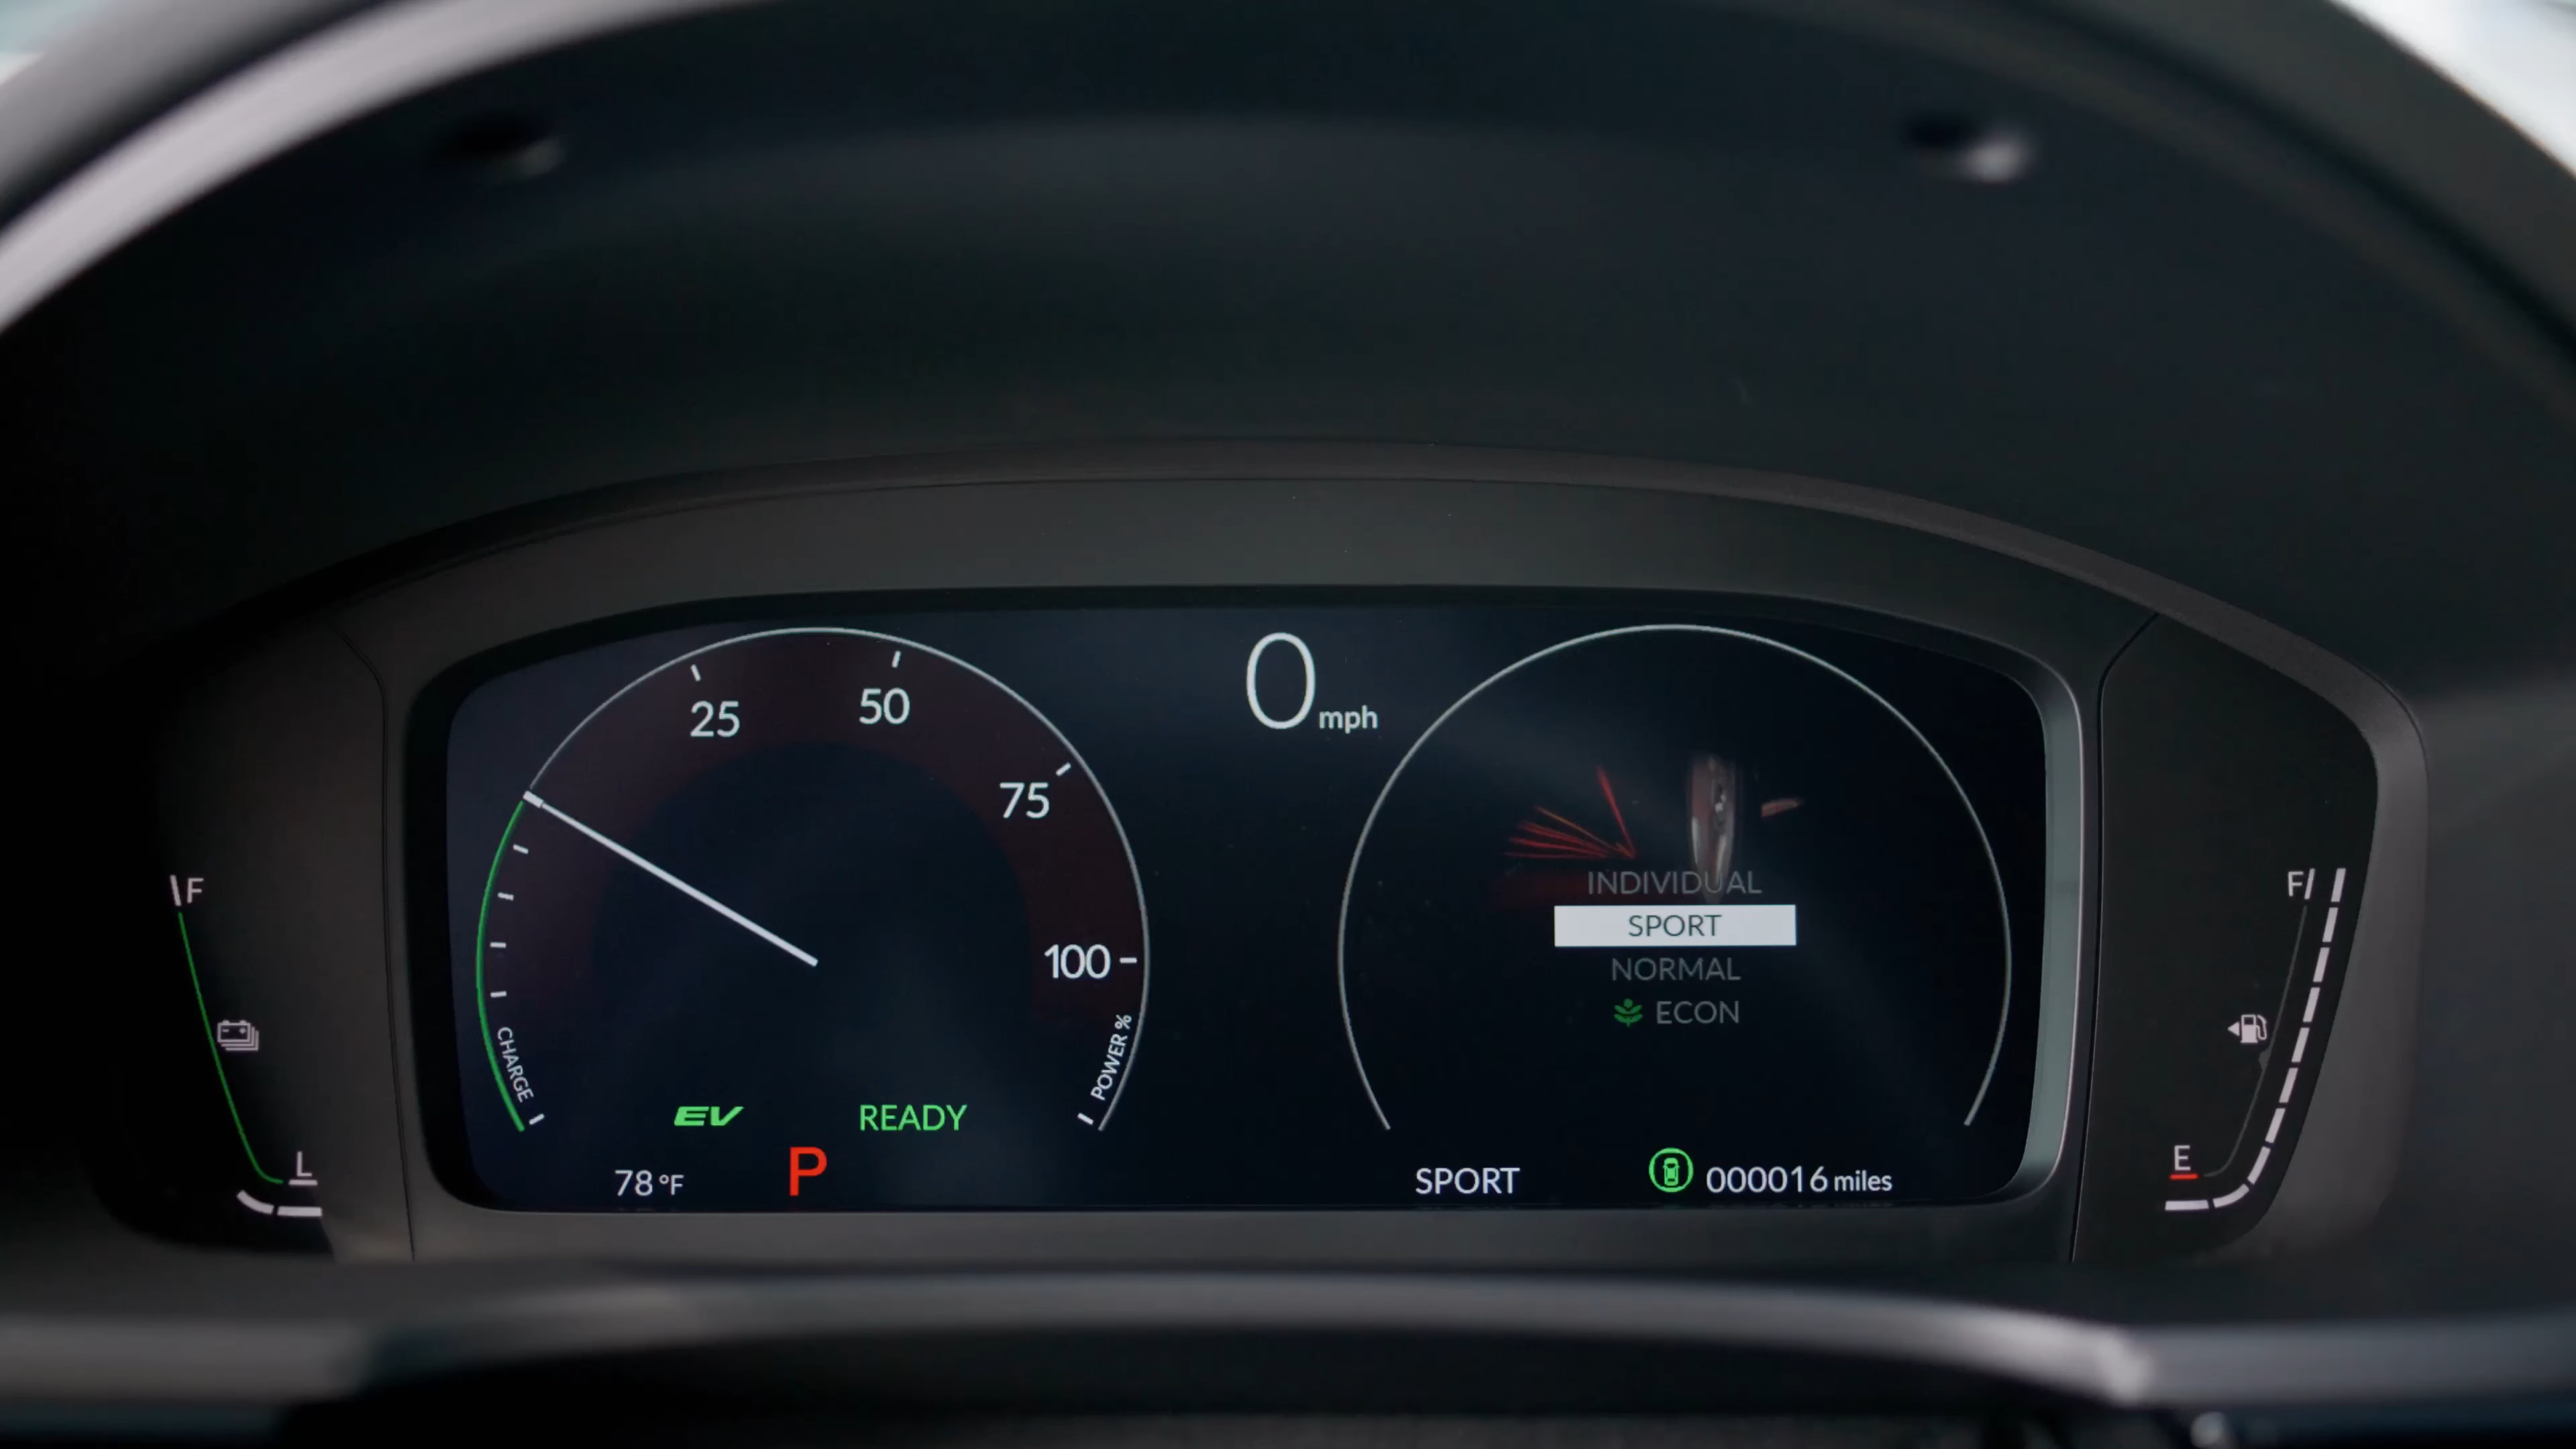 0 mph
25
50
75
100
CHARGE
POWER %
EV
READY
78 °F
P
INDIVIDUAL
SPORT
NORMAL
ECON
SPORT
000016 miles
F
L
F
E